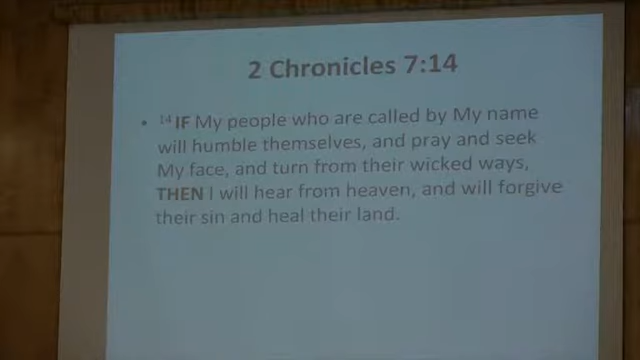 2 Chronicles 7:14
• 14 IF My people who are called by My name
will humble themselves, and pray and seek
My face, and turn from their wicked ways,
THEN I will hear from heaven, and will forgive
their sin and heal their land.